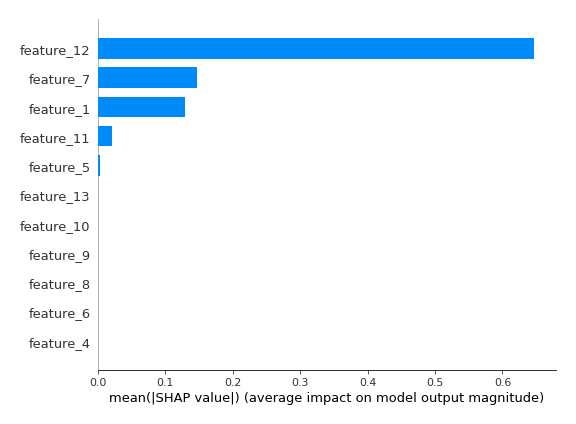 feature_12
feature_7
feature_1
feature_11
feature_5
feature_13
feature_10
feature_9
feature_8
feature_6
feature_4
0.0 0.1 0.2 0.3 0.4 0.5 0.6
mean(|SHAP value|) (average impact on model output magnitude)